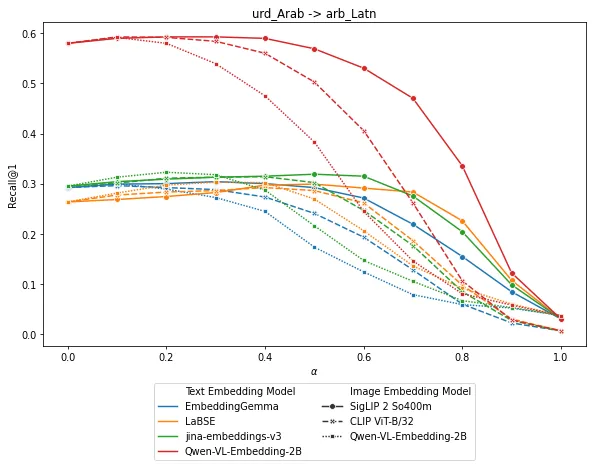 urd_Arab -> arb_Latn
Recall@1
0.6
0.5
0.4
0.3
0.2
0.1
0.0
0.0
0.2
0.4
0.6
0.8
1.0
α
Text Embedding Model
EmbeddingGemma
LaBSE
jina-embeddings-v3
Qwen-VL-Embedding-2B
Image Embedding Model
SigLIP 2 So400m
CLIP ViT-B/32
Qwen-VL-Embedding-2B